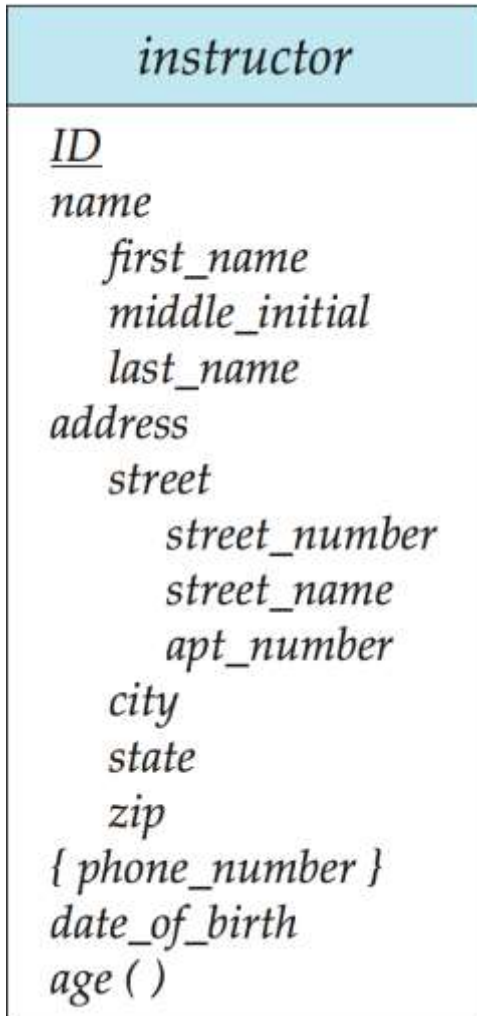 instructor
ID
name
first_name
middle_initial
last_name
address
street
street_number
street_name
apt_number
city
state
zip
{ phone_number }
date_of_birth
age ( )